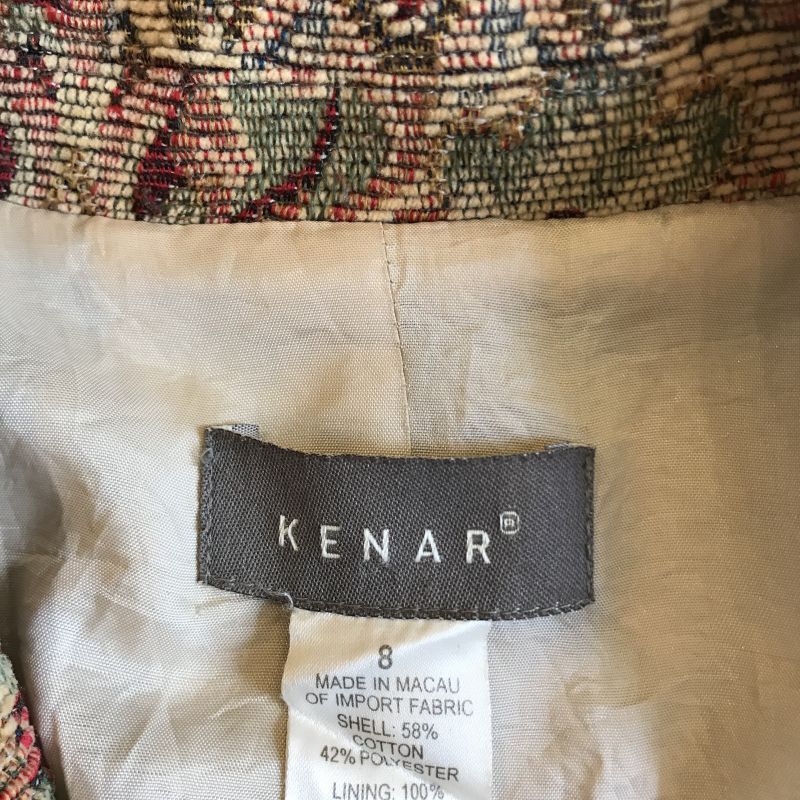 KENAR®
8
MADE IN MACAU
OF IMPORT FABRIC
SHELL: 58%
COTTON
42% POLYESTER
LINING: 100%